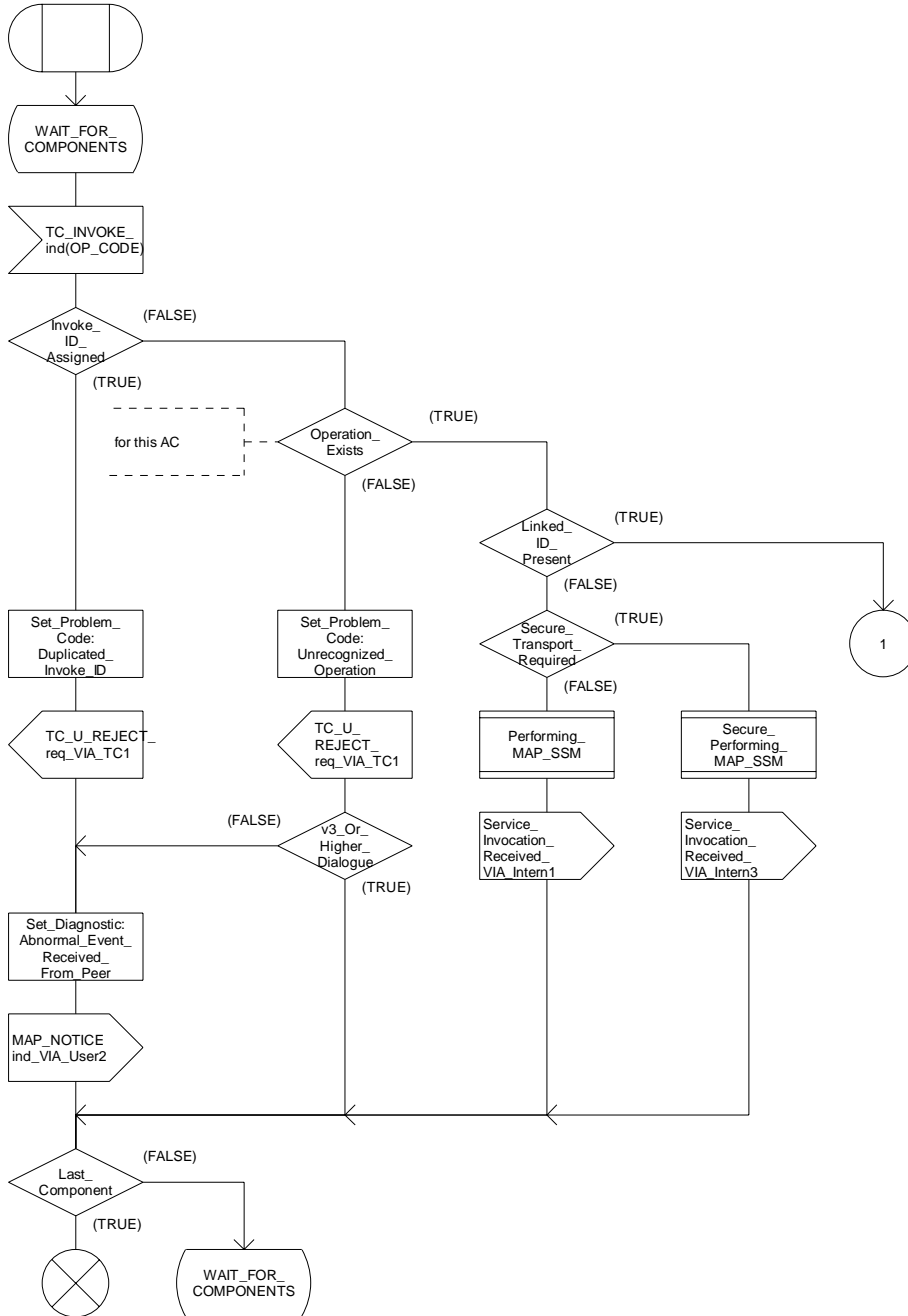 WAIT_FOR_
COMPONENTS
TC_INVOKE_
ind(OP_CODE)
Invoke_
ID_
Assigned
(FALSE)
(TRUE)
for this AC
Operation_
Exists
(TRUE)
(FALSE)
Linked_
ID_
Present
(TRUE)
(FALSE)
Set_Problem_
Code:
Duplicated_
Invoke_ID
Set_Problem_
Code:
Unrecognized_
Operation
Secure_
Transport_
Required
(TRUE)
(FALSE)
1
TC_U_REJECT_
req_VIA_TC1
TC_U_
REJECT_
req_VIA_TC1
Performing_
MAP_SSM
Secure_
Performing_
MAP_SSM
(FALSE)
v3_Or_
Higher_
Dialogue
(TRUE)
Service_
Invocation_
Received_
VIA_Intern1
Service_
Invocation_
Received_
VIA_Intern3
Set_Diagnostic:
Abnormal_Event_
Received_
From_Peer
MAP_NOTICE
ind_VIA_User2
Last_
Component
(FALSE)
(TRUE)
WAIT_FOR_
COMPONENTS